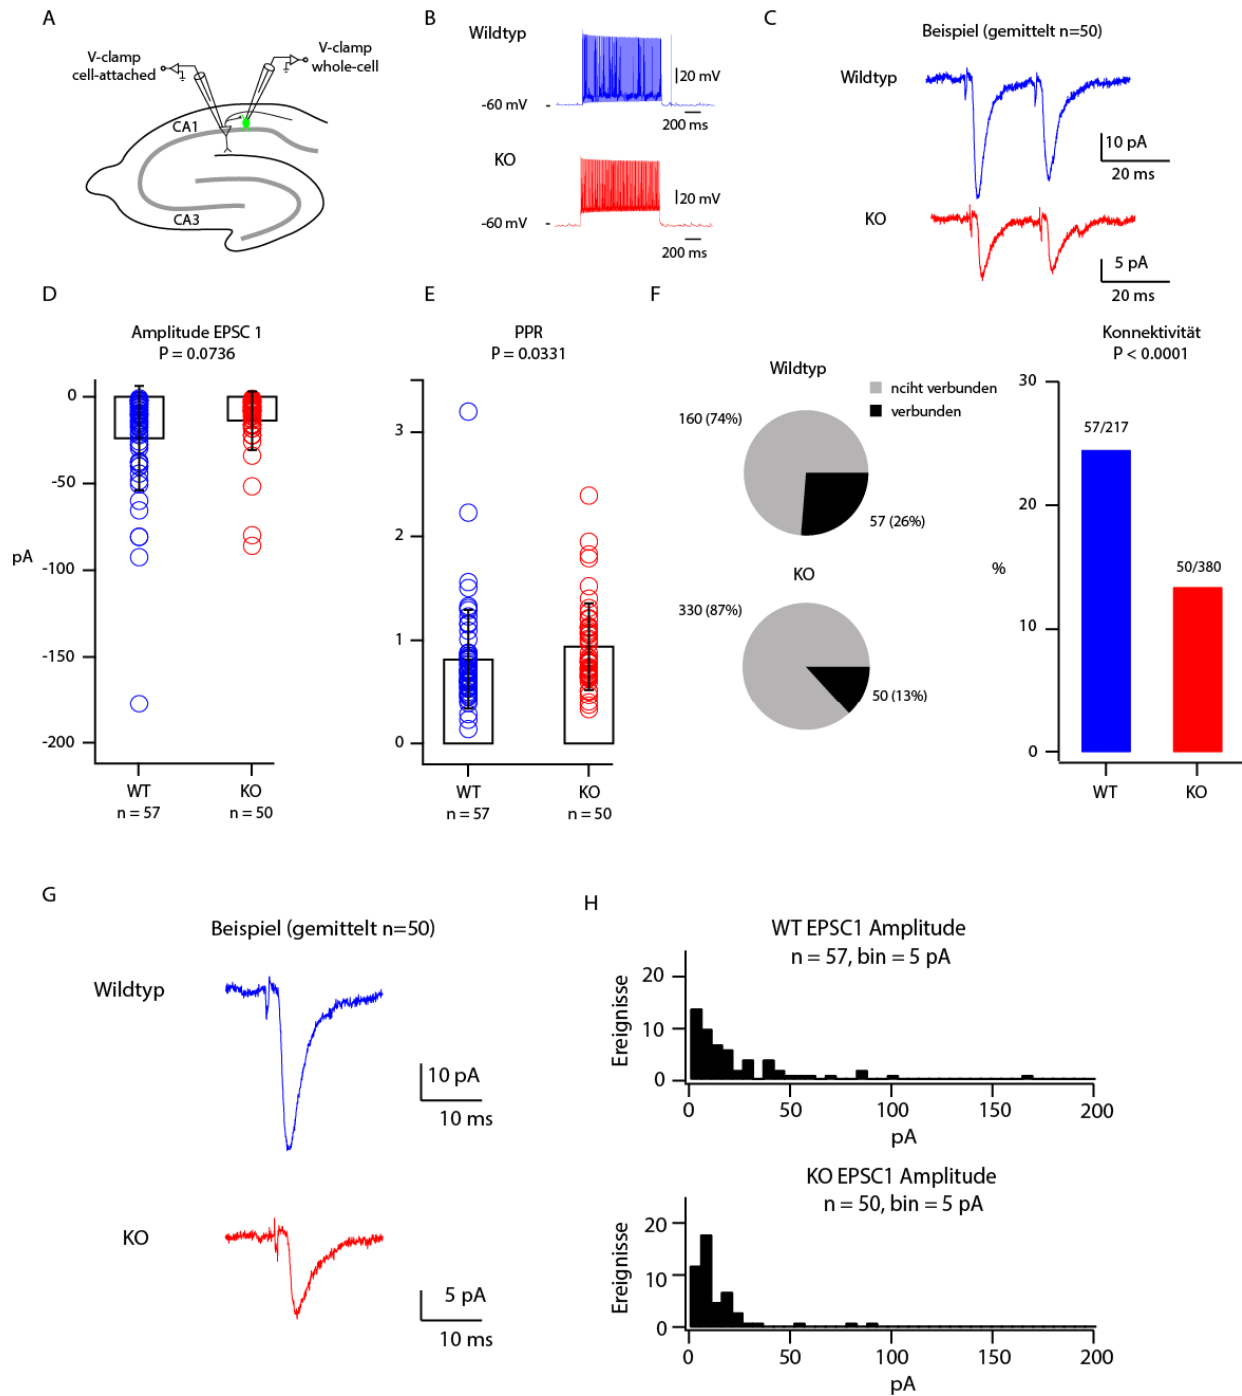 A
V-clamp
cell-attached
V-clamp
whole-cell
CA1
CA3
B
Wildtyp
20 mV
-60 mV
200 ms
KO
20 mV
-60 mV
200 ms
C
Beispiel (gemittelt n=50)
Wildtyp
10 pA
20 ms
KO
5 pA
20 ms
D
Amplitude EPSC 1
P = 0.0736
0
-50
pA
-100
-150
-200
WT
n = 57
KO
n = 50
E
PPR
P = 0.0331
3
2
1
0
WT
n = 57
KO
n = 50
F
Wildtyp
nciht verbunden
verbunden
160 (74%)
57 (26%)
KO
330 (87%)
50 (13%)
Konnektivität
P < 0.0001
30
57/217
20
%
50/380
10
0
WT
KO
G
Beispiel (gemittelt n=50)
Wildtyp
10 pA
10 ms
KO
5 pA
10 ms
H
WT EPSC1 Amplitude
n = 57, bin = 5 pA
Ereignisse
20
10
0
0 50 100 150 200
pA
KO EPSC1 Amplitude
n = 50, bin = 5 pA
Ereignisse
20
10
0
0 50 100 150 200
pA